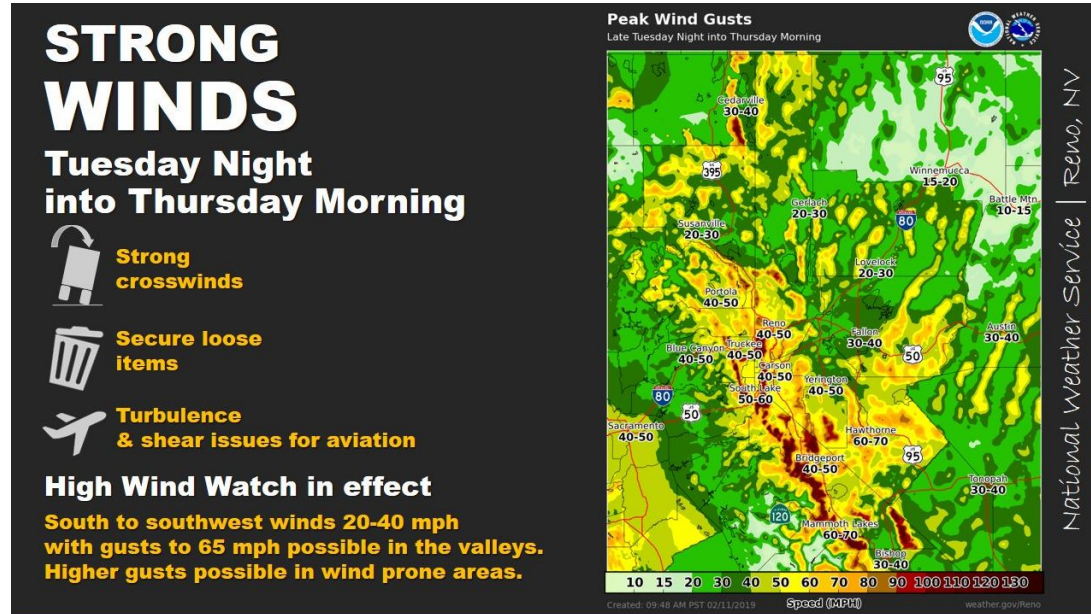 STRONG
WINDS
Tuesday Night
into Thursday Morning
Strong
crosswinds
Secure loose
items
Turbulence
& shear issues for aviation
High Wind Watch in effect
South to southwest winds 20-40 mph
with gusts to 65 mph possible in the valleys.
Higher gusts possible in wind prone areas.
Peak Wind Gusts
Late Tuesday Night into Thursday Morning
95
Cedarville
30-40
395
Winnemucca
15-20
Battle Mtn
10-15
Gerlach
20-30
80
Susanville
20-30
Lovelock
20-30
Portola
40-50
Reno
40-50
Fallon
30-40
Austin
30-40
Blue Canyon
40-50
Truckee
40-50
50
Carson
40-50
South Lake
50-60
Yerington
40-50
80
50
Sacramento
40-50
Hawthorne
60-70
95
Bridgeport
40-50
Tonopah
30-40
120
Mammoth Lakes
60-70
Bishop
30-40
10 15 20 30 40 50 60 70 80 90 100 110 120 130
Created: 09:48 AM PST 02/11/2019 Speed (MPH) weather.gov/Reno
National Weather Service | Reno, NV